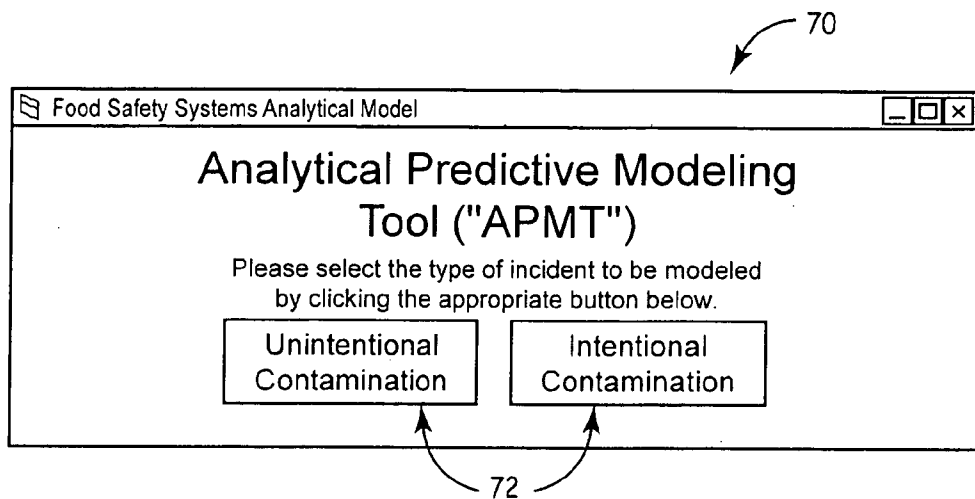 70
Food Safety Systems Analytical Model
Analytical Predictive Modeling
Tool ("APMT")
Please select the type of incident to be modeled
by clicking the appropriate button below.
Unintentional
Contamination
Intentional
Contamination
72